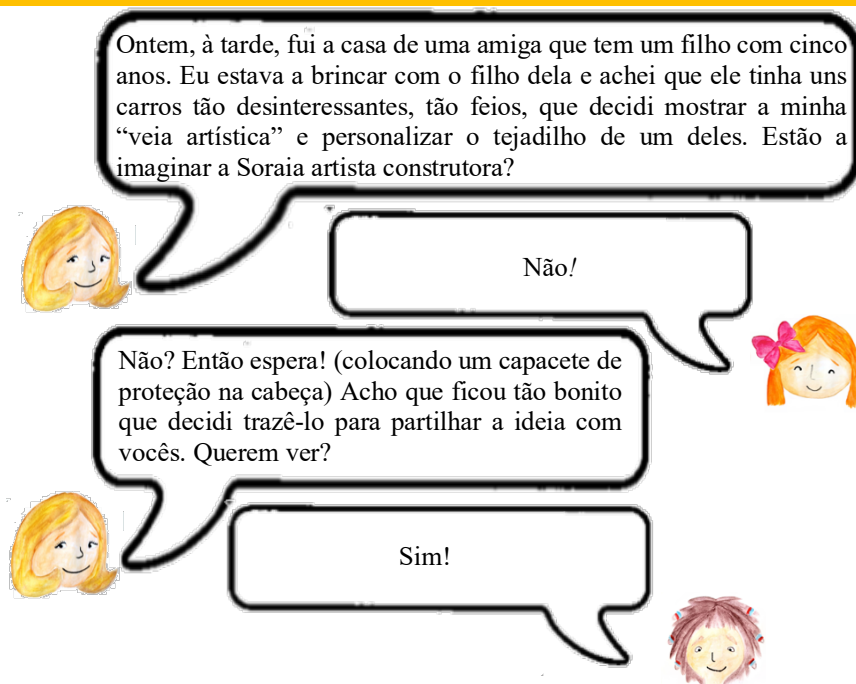 Ontem, à tarde, fui a casa de uma amiga que tem um filho com cinco
anos. Eu estava a brincar com o filho dela e achei que ele tinha uns
carros tão desinteressantes, tão feios, que decidi mostrar a minha
“veia artística” e personalizar o tejadilho de um deles. Estão a
imaginar a Soraia artista construtora?
Não!
Não? Então espera! (colocando um capacete de
proteção na cabeça) Acho que ficou tão bonito
que decidi trazê-lo para partilhar a ideia com
vocês. Querem ver?
Sim!